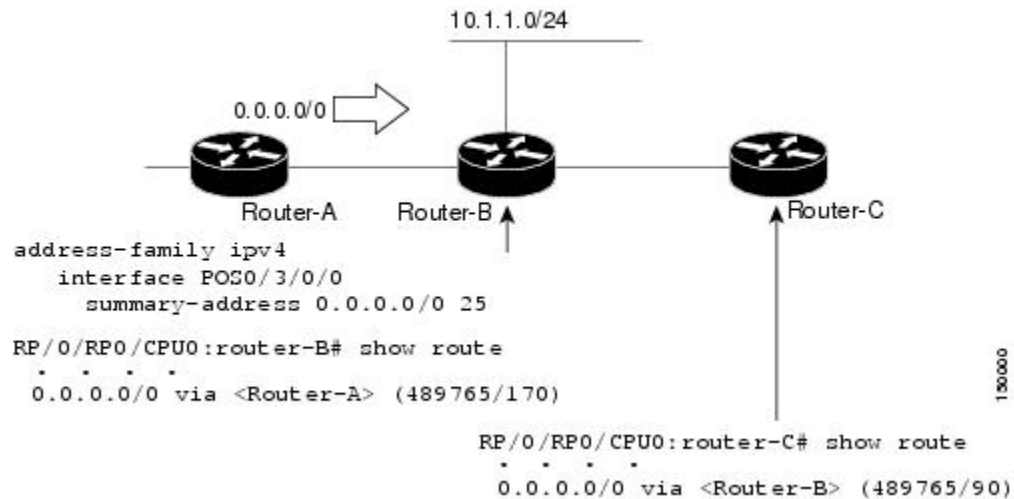 10.1.1.0/24
0.0.0.0/0
Router-A
Router-B
Router-C
address-family ipv4
interface POS0/3/0/0
summary-address 0.0.0.0/0 25
RP/0/RP0/CPU0:router-B# show route
. . . .
0.0.0.0/0 via <Router-A> (489765/170)
150000
RP/0/RP0/CPU0:router-C# show route
. . . .
0.0.0.0/0 via <Router-B> (489765/90)